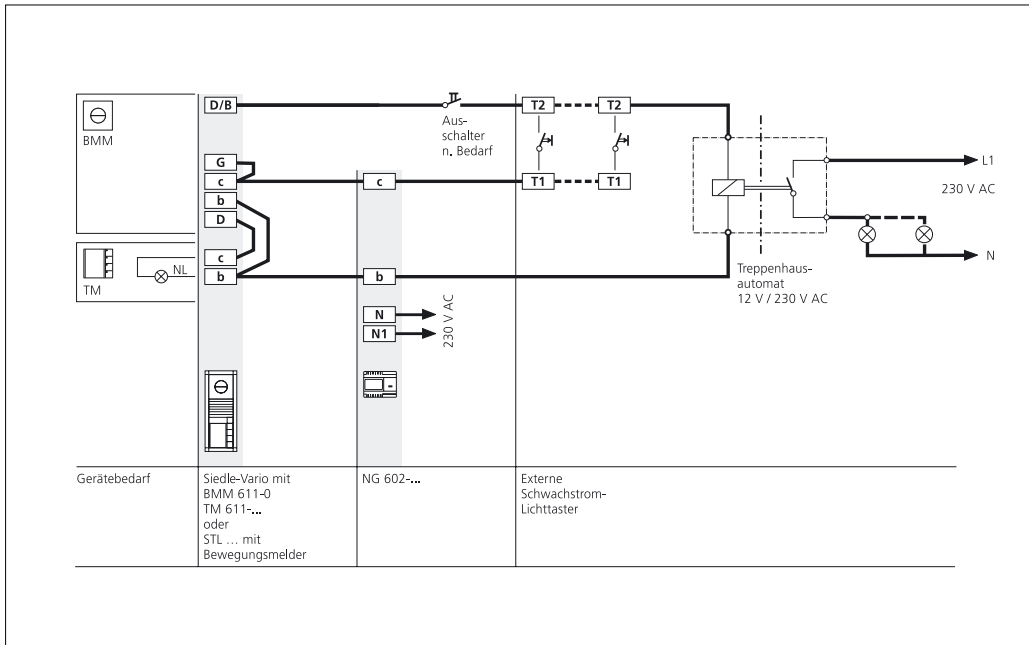 BMM
D/B
Aus-
schalter
n. Bedarf
T2
T2
G
c
c
T1
T1
L1
230 V AC
b
D
c
NL
TM
b
b
N
N1
230 V AC
Treppenhaus-
automat
12 V / 230 V AC
N
Gerätebedarf
Siedle-Vario mit
BMM 611-0
TM 611-...
oder
STL ... mit
Bewegungsmelder
NG 602-...
Externe
Schwachstrom-
Lichttaster